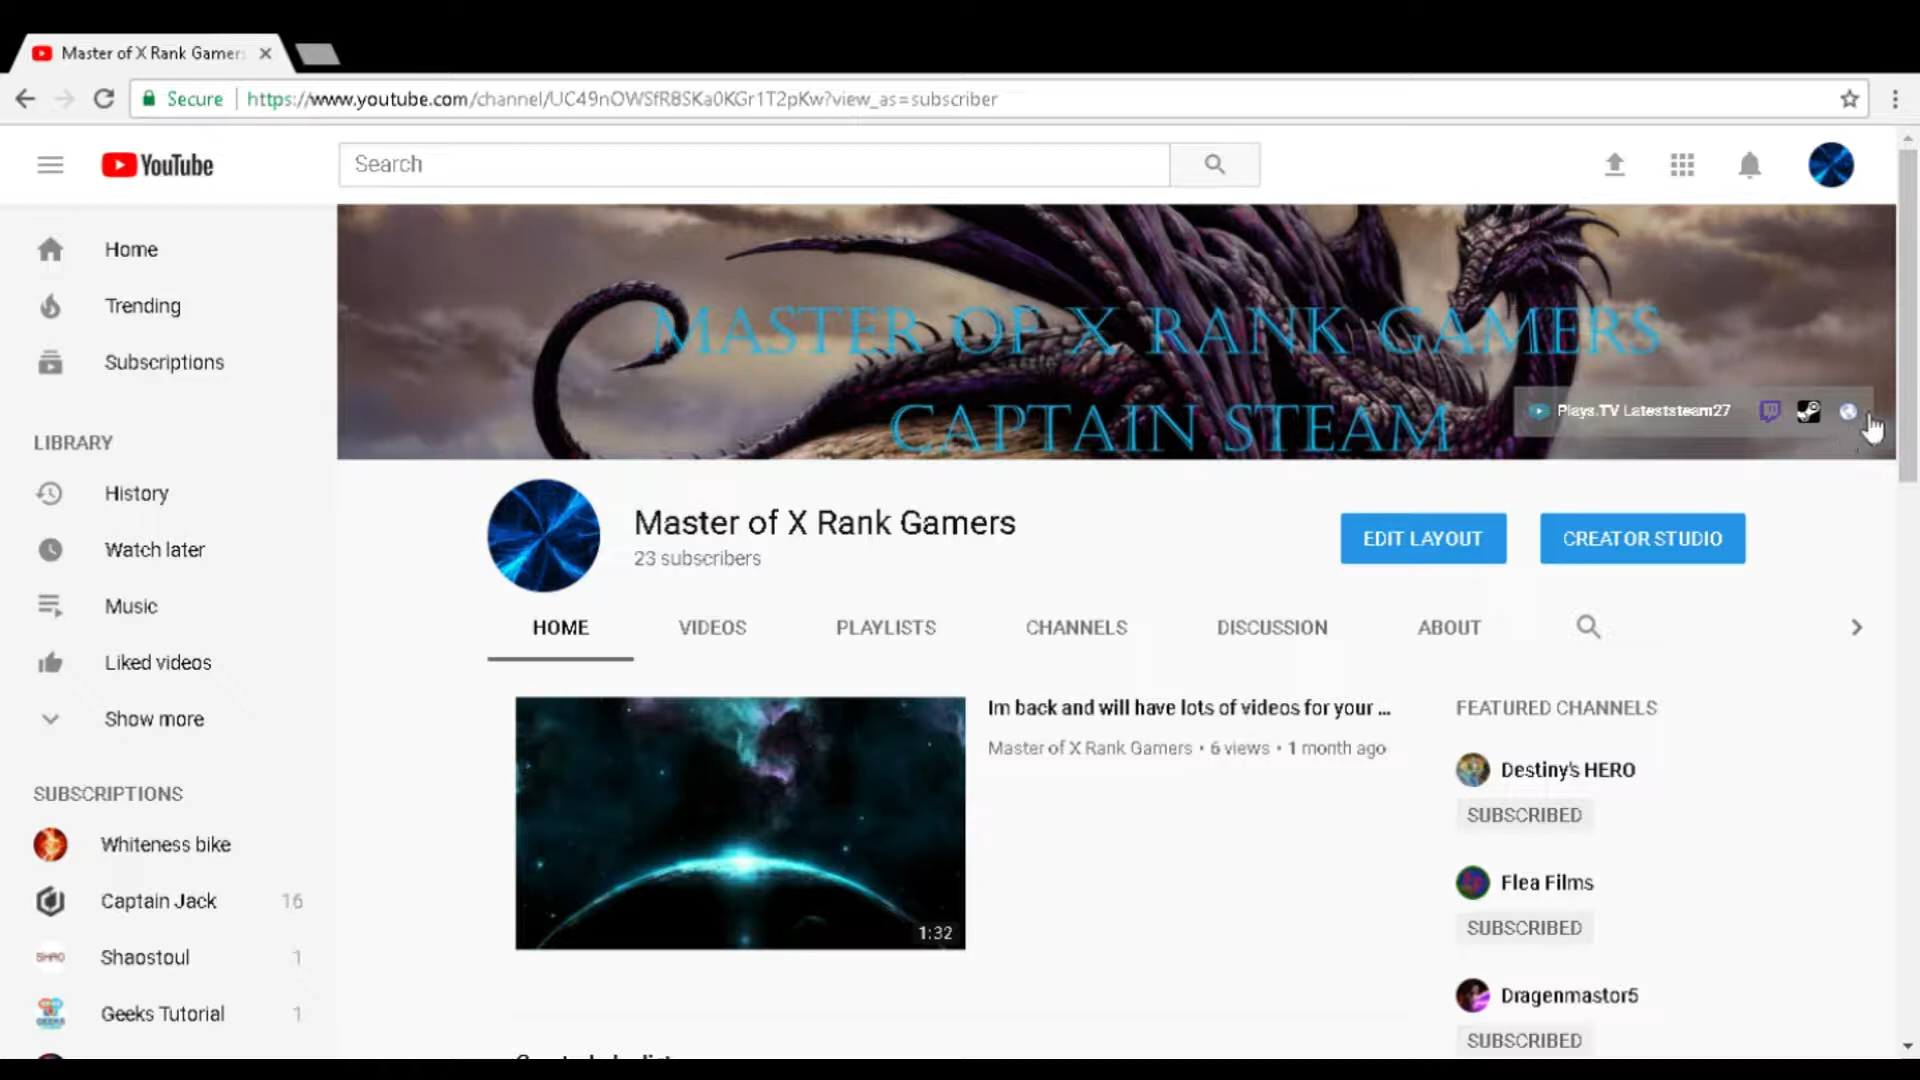 Master of X Rank Gamer
Secure
https://www.youtube.com/channel/UC49nOWSfR8SKa0KGr1T2pKw?view_as=subscriber
YouTube
Search
Home
Trending
Subscriptions
LIBRARY
History
Watch later
Music
Liked videos
Show more
SUBSCRIPTIONS
Whiteness bike
Captain Jack 16
SHAO Shaostoul 1
GEEKS Geeks Tutorial 1
MASTER OF X RANK GAMERS
CAPTAIN STEAM
Plays.TV Lateststeam27
Master of X Rank Gamers
23 subscribers
EDIT LAYOUT
CREATOR STUDIO
HOME VIDEOS PLAYLISTS CHANNELS DISCUSSION ABOUT
1:32
Im back and will have lots of videos for your ...
Master of X Rank Gamers • 6 views • 1 month ago
FEATURED CHANNELS
Destiny's HERO
SUBSCRIBED
Flea Films
SUBSCRIBED
Dragenmastor5
SUBSCRIBED